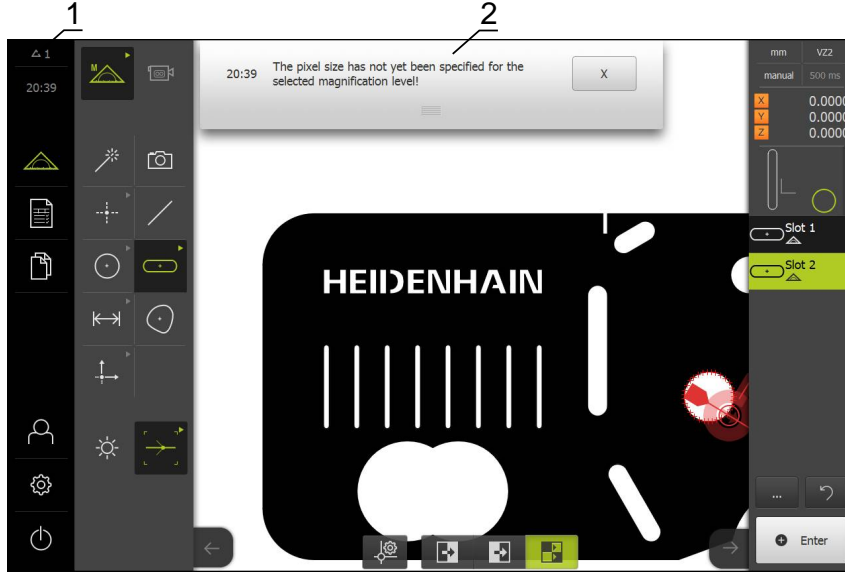 1
2
1
20:39
M
20:39 The pixel size has not yet been specified for the
selected magnification level!
X
mm VZ2
manual 500 ms
X 0.0000
Y 0.0000
Z 0.0000
Slot 1
Slot 2
HEIDENHAIN
...
Enter